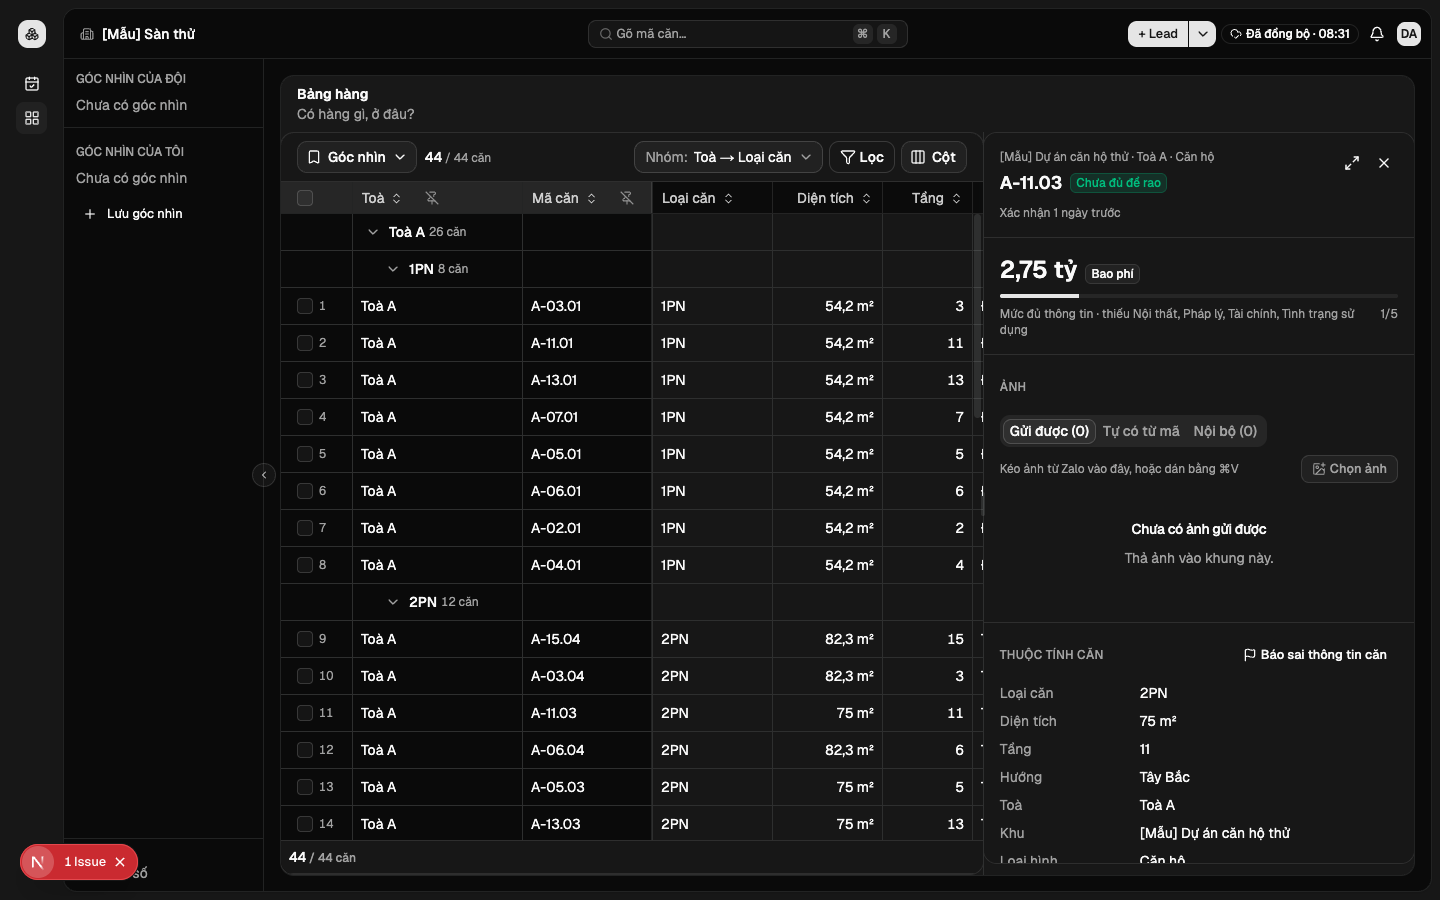 [Mẫu] Sàn thử
Gõ mã căn...
⌘ K
+ Lead
Đã đồng bộ · 08:31
DA
GÓC NHÌN CỦA ĐỘI
Chưa có góc nhìn
GÓC NHÌN CỦA TÔI
Chưa có góc nhìn
+ Lưu góc nhìn
Bảng hàng
Có hàng gì, ở đâu?
Góc nhìn
44 / 44 căn
Nhóm: Toà → Loại căn
Lọc
Cột
Toà Mã căn Loại căn Diện tích Tầng
Toà A 26 căn
1PN 8 căn
1 Toà A A-03.01 1PN 54,2 m² 3
2 Toà A A-11.01 1PN 54,2 m² 11
3 Toà A A-13.01 1PN 54,2 m² 13
4 Toà A A-07.01 1PN 54,2 m² 7
5 Toà A A-05.01 1PN 54,2 m² 5
6 Toà A A-06.01 1PN 54,2 m² 6
7 Toà A A-02.01 1PN 54,2 m² 2
8 Toà A A-04.01 1PN 54,2 m² 4
2PN 12 căn
9 Toà A A-15.04 2PN 82,3 m² 15
10 Toà A A-03.04 2PN 82,3 m² 3
11 Toà A A-11.03 2PN 75 m² 11
12 Toà A A-06.04 2PN 82,3 m² 6
13 Toà A A-05.03 2PN 75 m² 5
14 Toà A A-13.03 2PN 75 m² 13
44 / 44 căn
[Mẫu] Dự án căn hộ thử · Toà A · Căn hộ
A-11.03 Chưa đủ để rao
Xác nhận 1 ngày trước
2,75 tỷ Bao phí
Mức đủ thông tin · thiếu Nội thất, Pháp lý, Tài chính, Tình trạng sử dụng 1/5
ẢNH
Gửi được (0) Tự có từ mã Nội bộ (0)
Kéo ảnh từ Zalo vào đây, hoặc dán bằng ⌘V
Chọn ảnh
Chưa có ảnh gửi được
Thả ảnh vào khung này.
THUỘC TÍNH CĂN
Báo sai thông tin căn
Loại căn 2PN
Diện tích 75 m²
Tầng 11
Hướng Tây Bắc
Toà Toà A
Khu [Mẫu] Dự án căn hộ thử
Loại hình Căn hộ
N 1 Issue
số